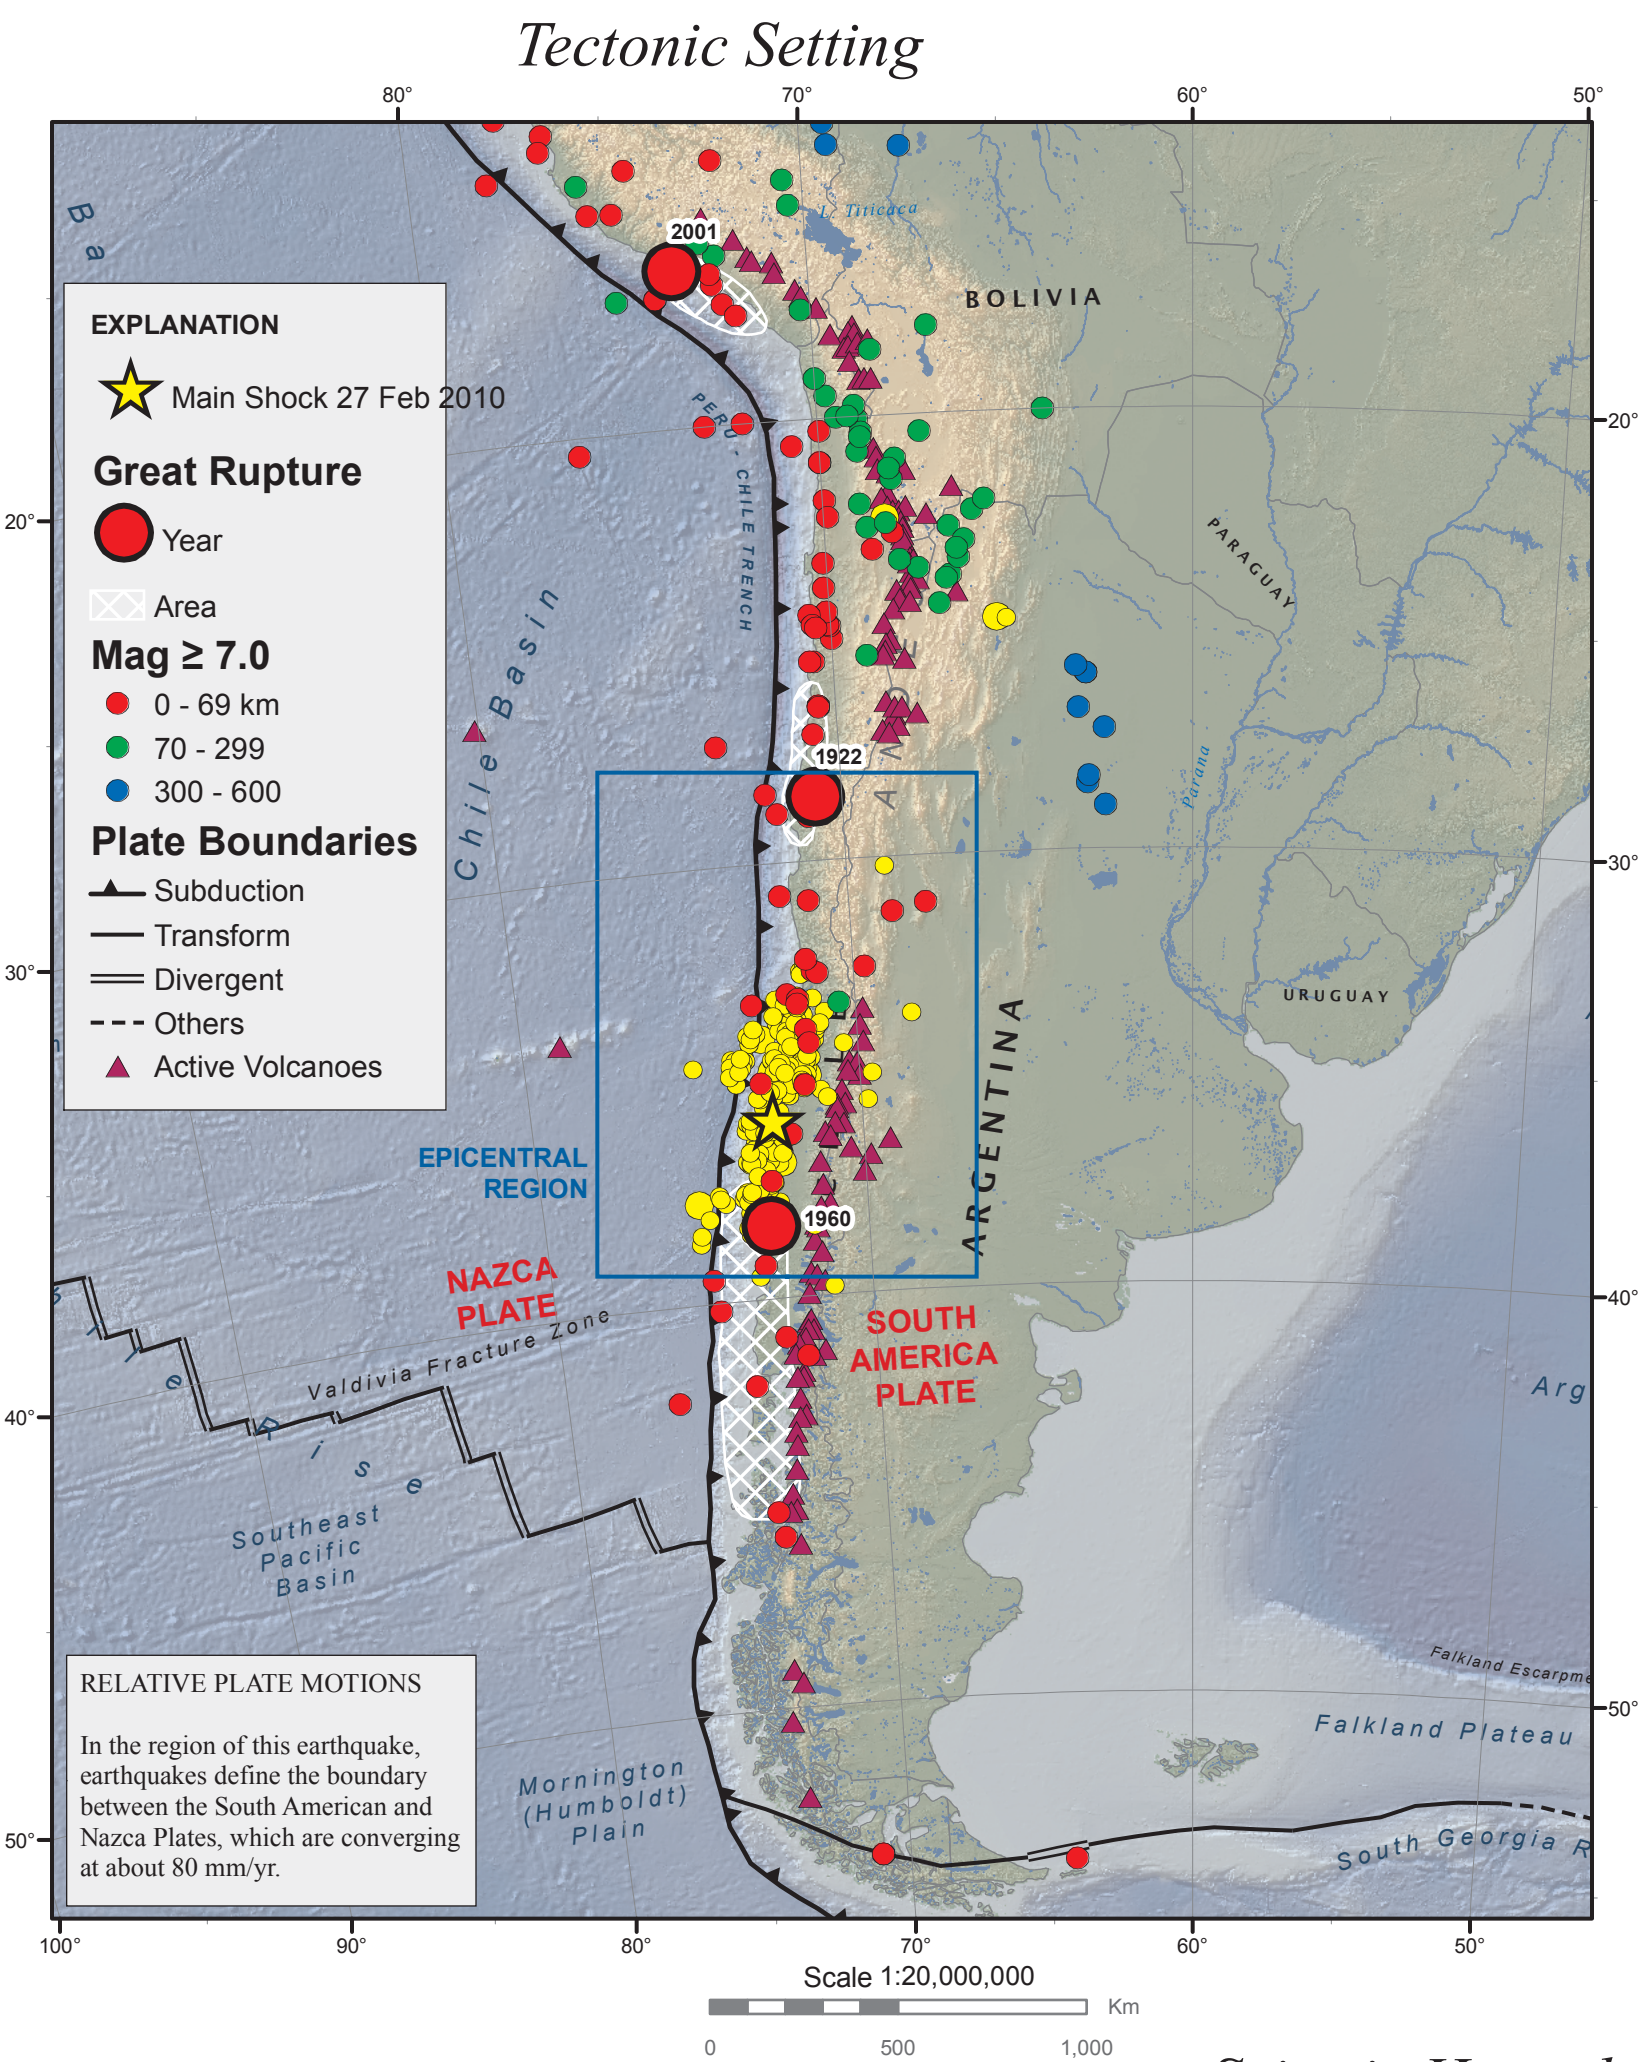 Tectonic Setting
80°
70°
60°
50°
Ba
L. Titicaca
2001
BOLIVIA
EXPLANATION
Main Shock 27 Feb 2010
Great Rupture
Year
Area
Mag ≥ 7.0
0 - 69 km
70 - 299
300 - 600
Plate Boundaries
Subduction
Transform
Divergent
Others
Active Volcanoes
PERU - CHILE TRENCH
20°
20°
PARAGUAY
Chile Basin
Parana
1922
30°
30°
URUGUAY
ARGENTINA
EPICENTRAL
REGION
1960
NAZCA
PLATE
SOUTH
AMERICA
PLATE
Valdivia Fracture Zone
40°
40°
Rise
Arg
Southeast
Pacific
Basin
Falkland Escarpme
Falkland Plateau
50°
50°
RELATIVE PLATE MOTIONS
In the region of this earthquake,
earthquakes define the boundary
between the South American and
Nazca Plates, which are converging
at about 80 mm/yr.
Mornington
(Humboldt)
Plain
South Georgia R
100°
90°
80°
70°
60°
50°
Scale 1:20,000,000
Km
0
500
1,000